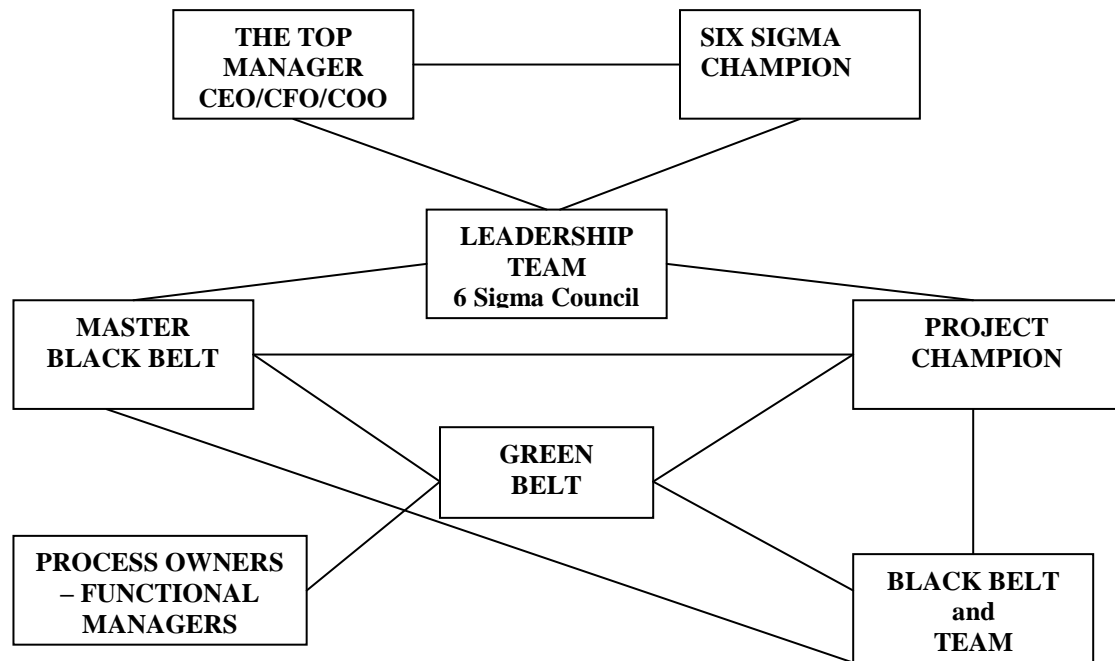 THE TOP
MANAGER
CEO/CFO/COO
SIX SIGMA
CHAMPION
LEADERSHIP
TEAM
6 Sigma Council
MASTER
BLACK BELT
PROJECT
CHAMPION
GREEN
BELT
PROCESS OWNERS
– FUNCTIONAL
MANAGERS
BLACK BELT
and
TEAM